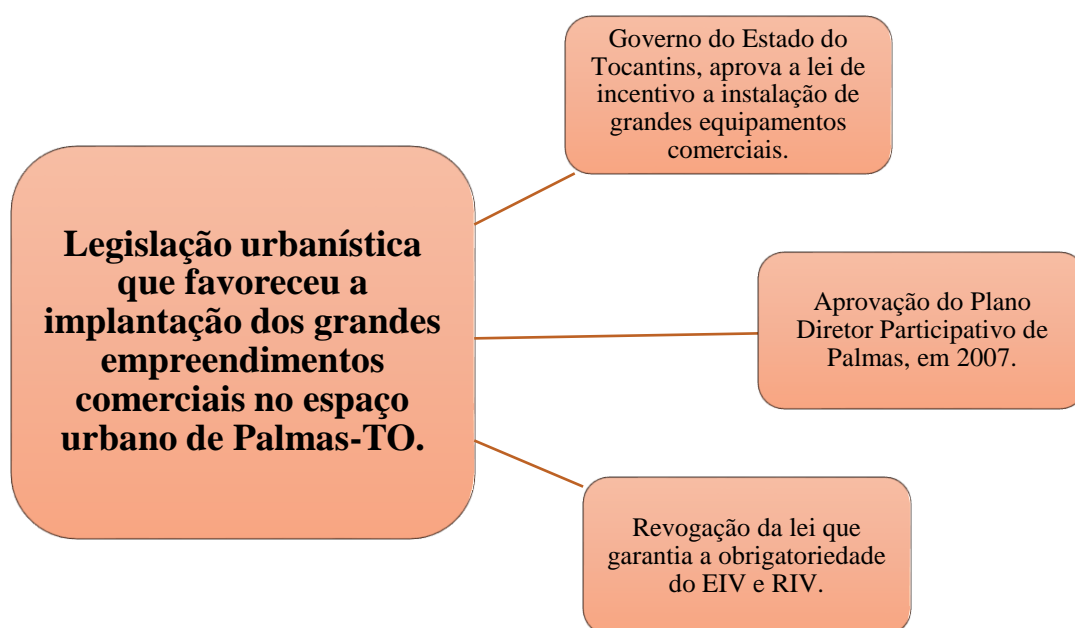 Governo do Estado do
Tocantins, aprova a lei de
incentivo a instalação de
grandes equipamentos
comerciais.
Legislação urbanística
que favoreceu a
implantação dos grandes
empreendimentos
comerciais no espaço
urbano de Palmas-TO.
Aprovação do Plano
Diretor Participativo de
Palmas, em 2007.
Revogação da lei que
garantia a obrigatoriedade
do EIV e RIV.